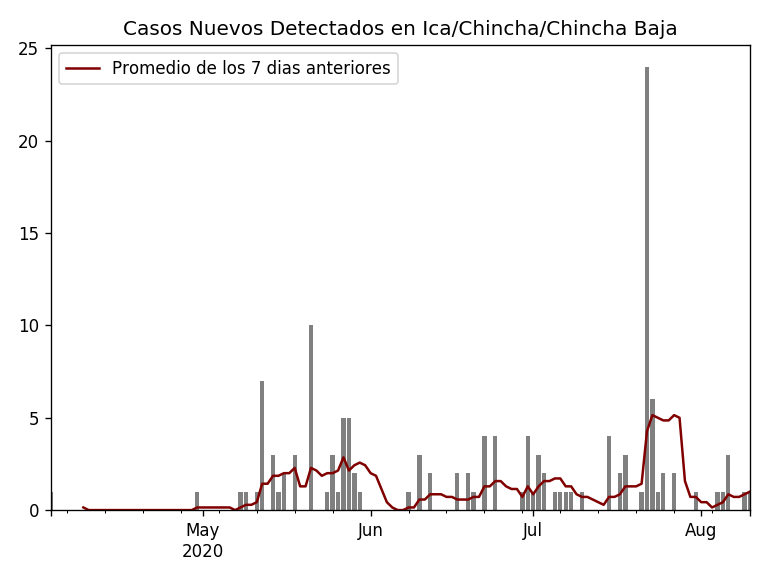 Casos Nuevos Detectados en Ica/Chincha/Chincha Baja
Promedio de los 7 dias anteriores
25
20
15
10
5
0
May Jun Jul Aug
2020